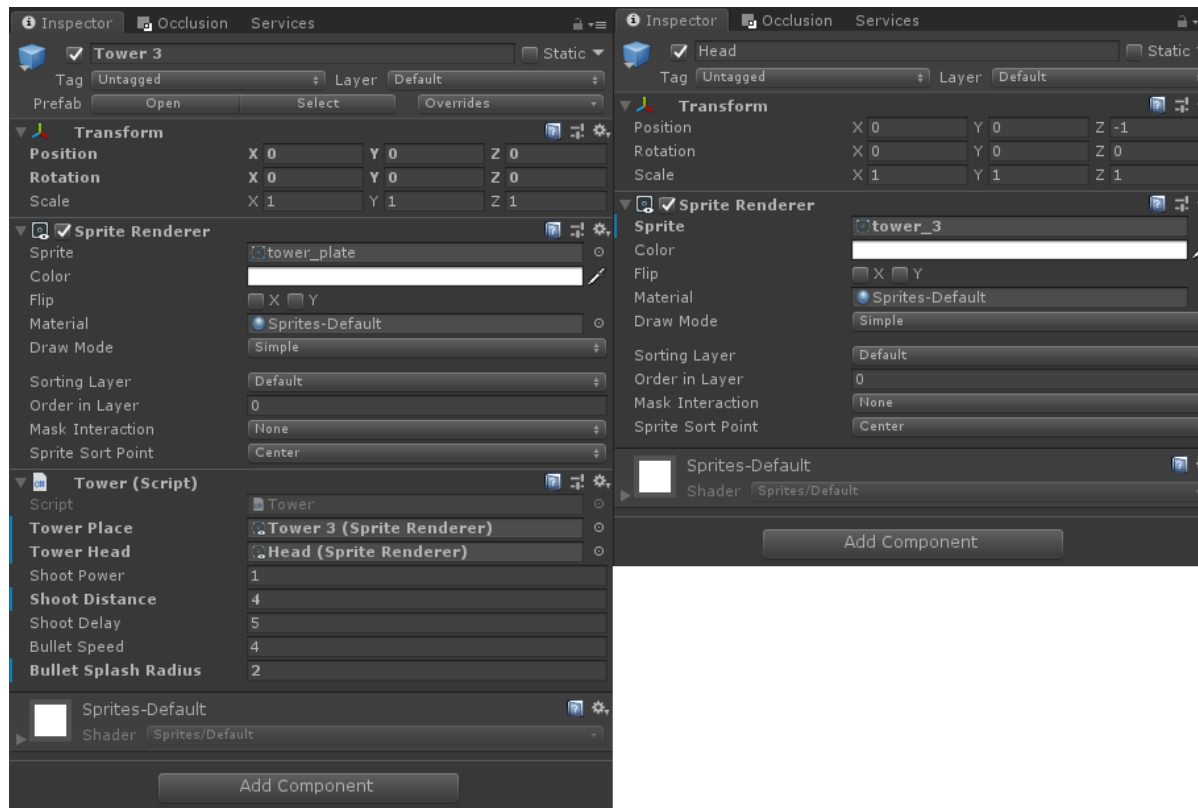 Inspector Occlusion Services
Tower 3 Static
Tag Untagged Layer Default
Prefab Open Select Overrides
Transform
Position X 0 Y 0 Z 0
Rotation X 0 Y 0 Z 0
Scale X 1 Y 1 Z 1
Sprite Renderer
Sprite tower_plate
Color
Flip X Y
Material Sprites-Default
Draw Mode Simple
Sorting Layer Default
Order in Layer 0
Mask Interaction None
Sprite Sort Point Center
Tower (Script)
Script Tower
Tower Place Tower 3 (Sprite Renderer)
Tower Head Head (Sprite Renderer)
Shoot Power 1
Shoot Distance 4
Shoot Delay 5
Bullet Speed 4
Bullet Splash Radius 2
Sprites-Default
Shader Sprites/Default
Add Component
Inspector Occlusion Services
Head Static
Tag Untagged Layer Default
Transform
Position X 0 Y 0 Z -1
Rotation X 0 Y 0 Z 0
Scale X 1 Y 1 Z 1
Sprite Renderer
Sprite tower_3
Color
Flip X Y
Material Sprites-Default
Draw Mode Simple
Sorting Layer Default
Order in Layer 0
Mask Interaction None
Sprite Sort Point Center
Sprites-Default
Shader Sprites/Default
Add Component